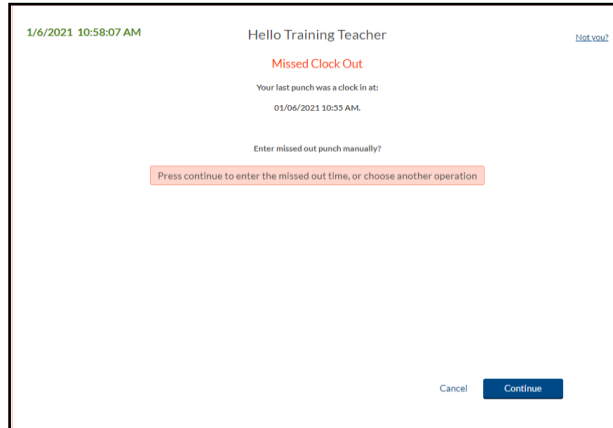 1/6/2021 10:58:07 AM
Hello Training Teacher
Not you?
Missed Clock Out
Your last punch was a clock in at:
01/06/2021 10:55 AM.
Enter missed out punch manually?
Press continue to enter the missed out time, or choose another operation
Cancel
Continue